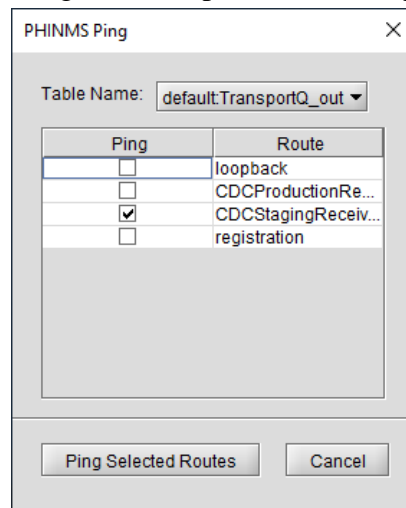 PHINMS Ping
Table Name: default:TransportQ_out
Ping Route
loopback
CDCProductionRe...
CDCStagingReceiv...
registration
Ping Selected Routes Cancel